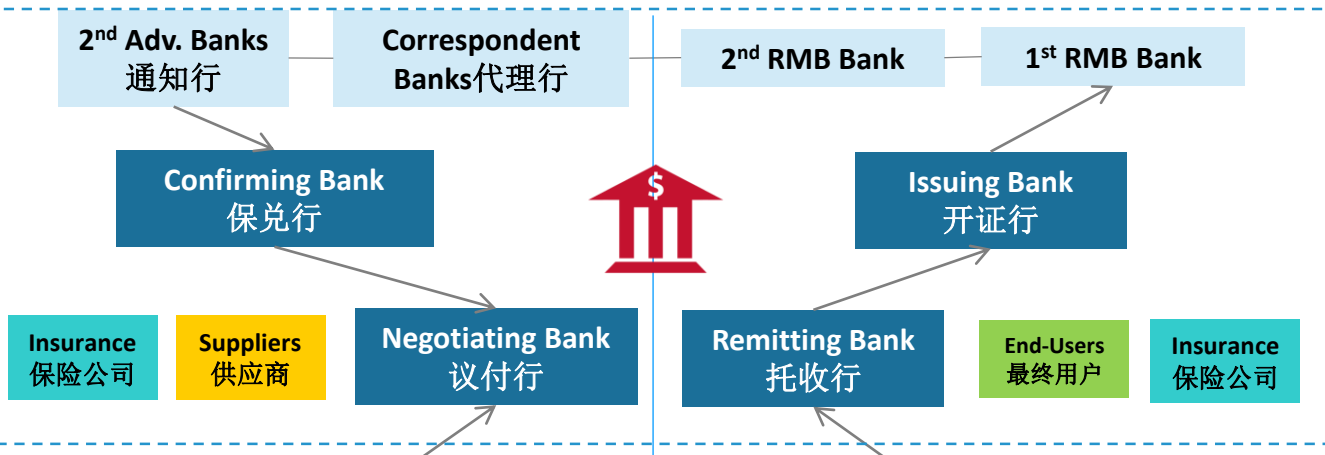 2nd Adv. Banks
通知行
Correspondent
Banks代理行
2nd RMB Bank
1st RMB Bank
Confirming Bank
保兑行
$
Issuing Bank
开证行
Insurance
保险公司
Suppliers
供应商
Negotiating Bank
议付行
Remitting Bank
托收行
End-Users
最终用户
Insurance
保险公司